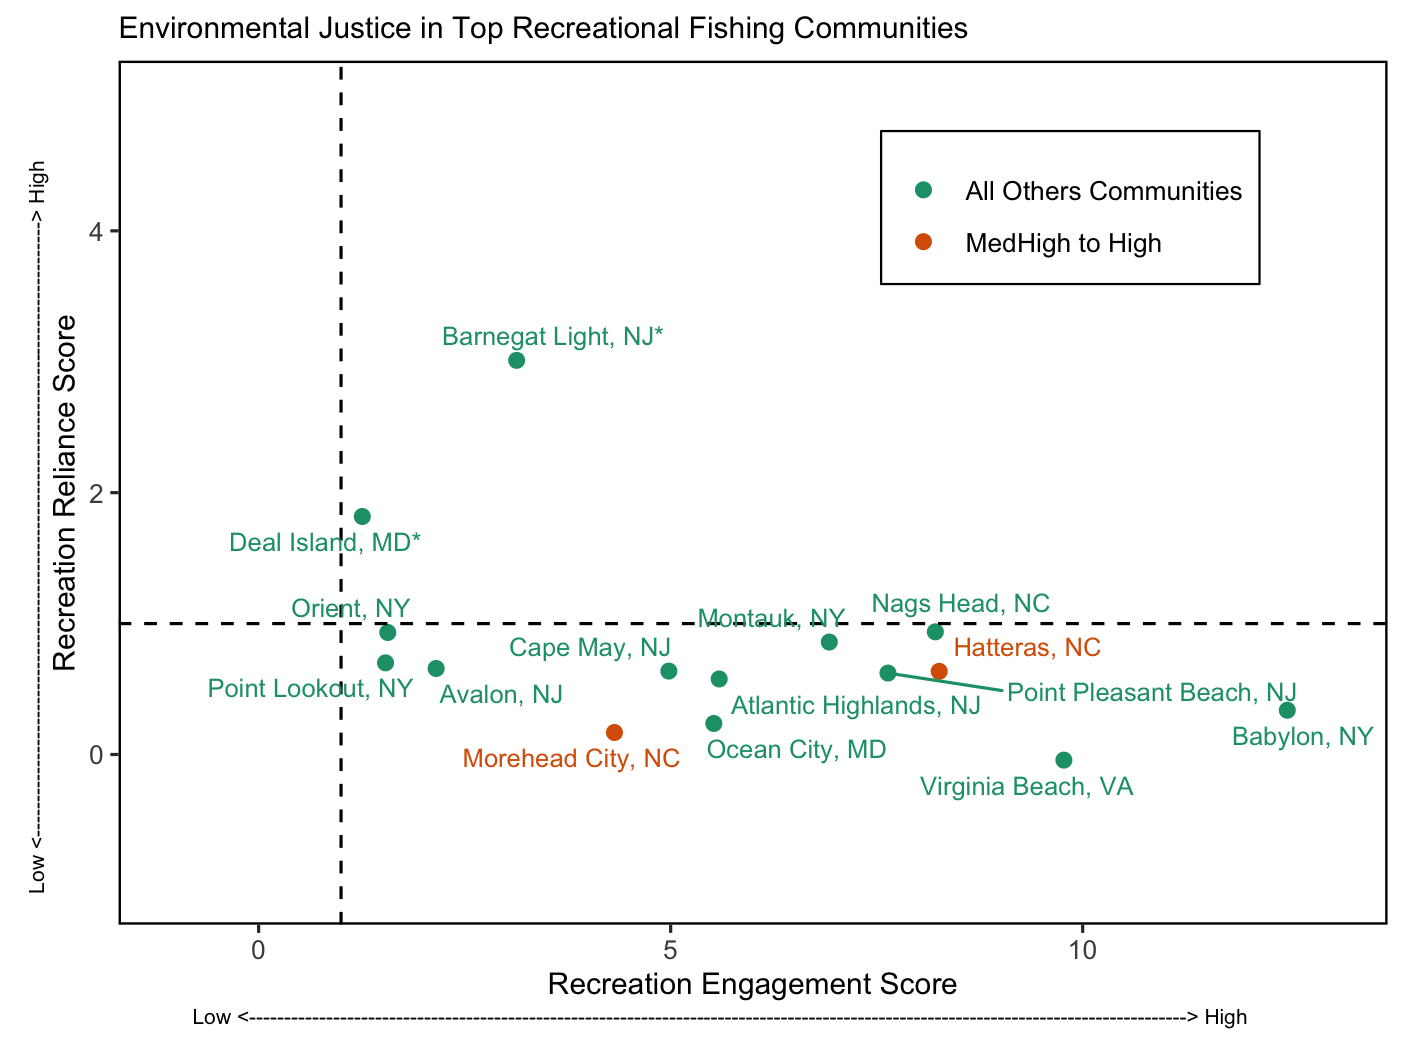 Environmental Justice in Top Recreational Fishing Communities
All Others Communities
MedHigh to High
Low <-----------------------------------------------------------------------------------------> High
Recreation Reliance Score
4
2
0
Barnegat Light, NJ*
Deal Island, MD*
Orient, NY
Nags Head, NC
Montauk, NY
Cape May, NJ
Hatteras, NC
Point Lookout, NY
Avalon, NJ
Point Pleasant Beach, NJ
Atlantic Highlands, NJ
Babylon, NY
Ocean City, MD
Morehead City, NC
Virginia Beach, VA
0
5
10
Recreation Engagement Score
Low <--------------------------------------------------------------------------------------------------------------------------------------> High